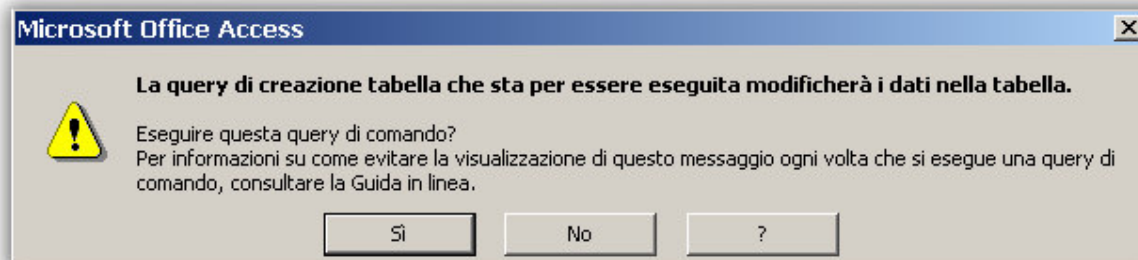 Microsoft Office Access
La query di creazione tabella che sta per essere eseguita modificherà i dati nella tabella.
Eseguire questa query di comando?
Per informazioni su come evitare la visualizzazione di questo messaggio ogni volta che si esegue una query di
comando, consultare la Guida in linea.
Sì No ?